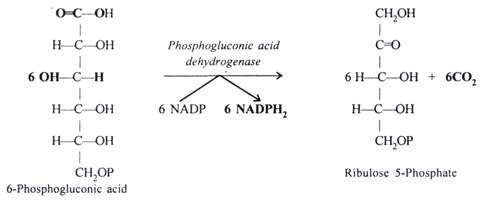 O=C—OH
H—C—OH
6 OH—C—H
H—C—OH
H—C—OH
CH₂OP
6-Phosphogluconic acid
Phosphogluconic acid
dehydrogenase
6 NADP 6 NADPH₂
CH₂OH
C=O
6 H—C—OH + 6CO₂
H—C—OH
CH₂OP
Ribulose 5-Phosphate